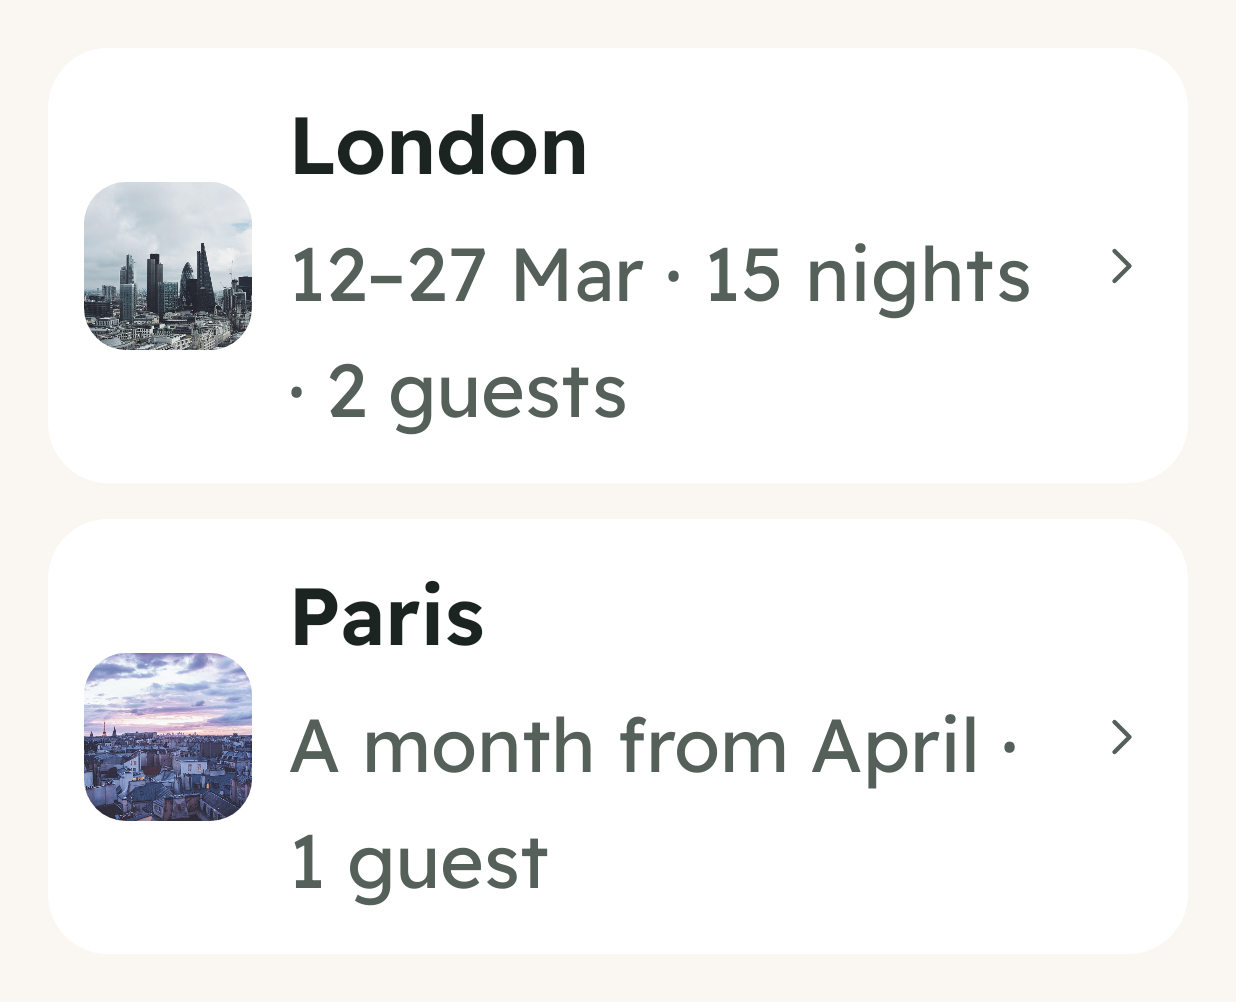 London
12–27 Mar · 15 nights
· 2 guests
Paris
A month from April ·
1 guest